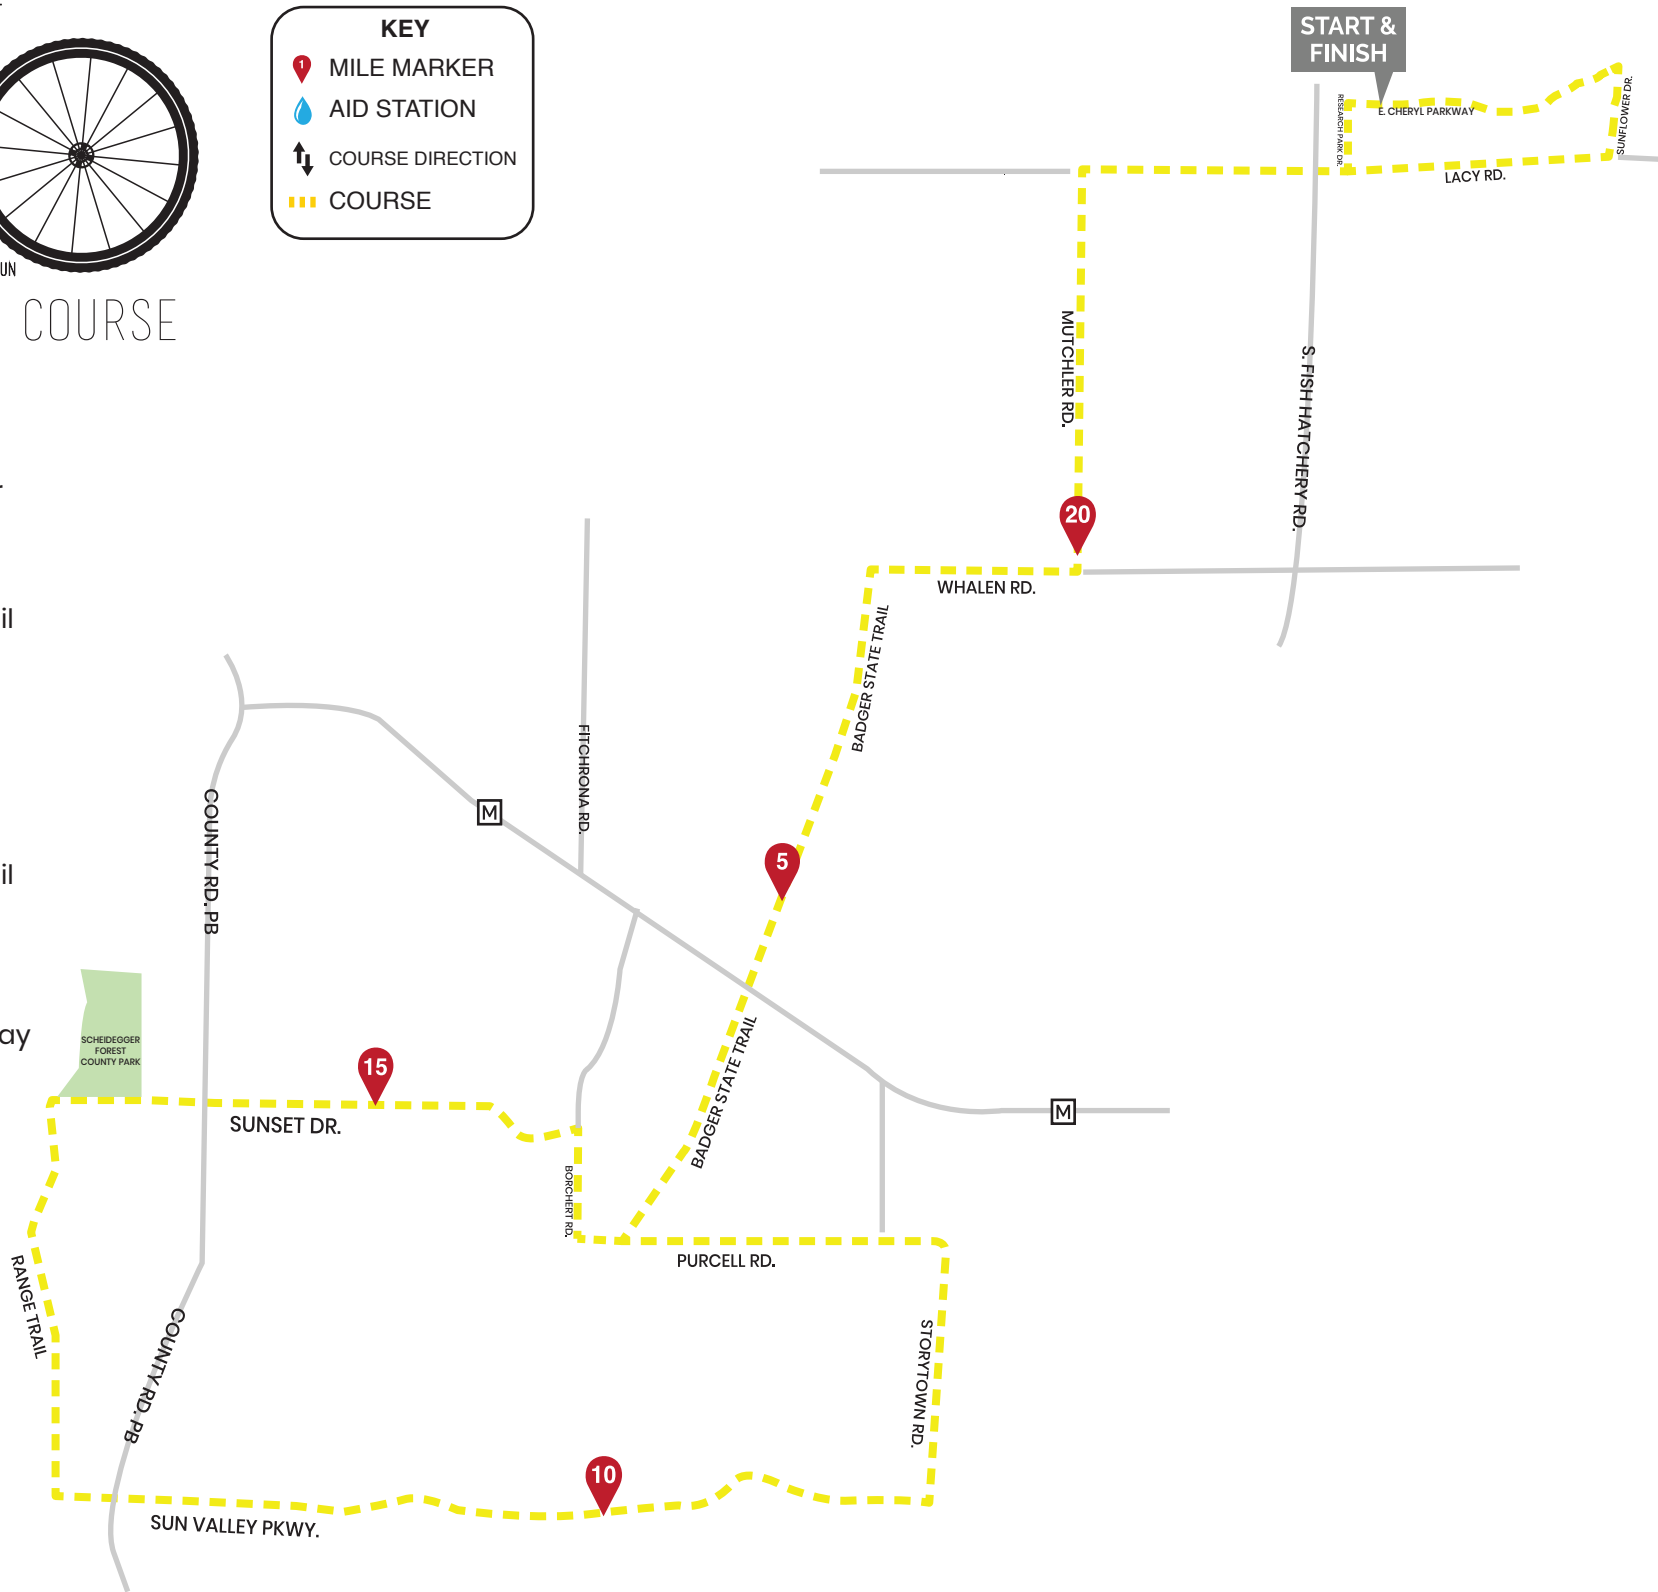 KEY
1
MILE MARKER
AID STATION
COURSE DIRECTION
COURSE
UN
COURSE
START &
FINISH
RESEARCH PARK DR.
E. CHERYL PARKWAY
SUNFLOWER DR.
LACY RD.
MUTCHLER RD.
S. FISH HATCHERY RD.
20
WHALEN RD.
BADGER STATE TRAIL
il
FITCHRONA RD.
COUNTY RD. PB
M
5
il
BADGER STATE TRAIL
ay
SCHEIDEGGER
FOREST
COUNTY PARK
15
SUNSET DR.
M
BORCHERT RD.
PURCELL RD.
RANGE TRAIL
COUNTY RD. PB
STORYTOWN RD.
10
SUN VALLEY PKWY.